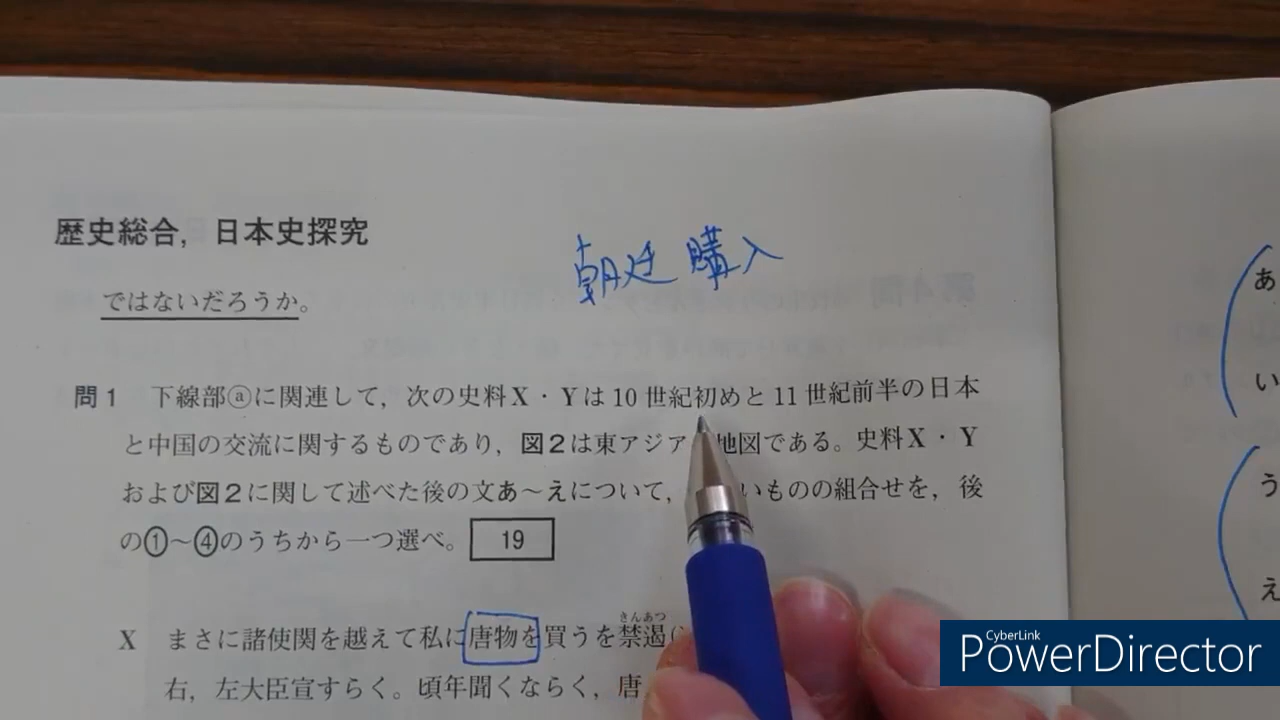 歴史総合，日本史探究
朝廷 購入
ではないだろうか。
問1 下線部ⓐに関連して，次の史料X・Yは10世紀初めと11世紀前半の日本
と中国の交流に関するものであり，図2は東アジア 地図である。史料X・Y
および図2に関して述べた後の文あ～えについて， いものの組合せを，後
の①～④のうちから一つ選べ。 19
きんあつ
X まさに諸使関を越えて私に唐物を買うを禁遏(
右，左大臣宣すらく。頃年聞くならく，唐
あ
い
う
え
CyberLink
PowerDirector